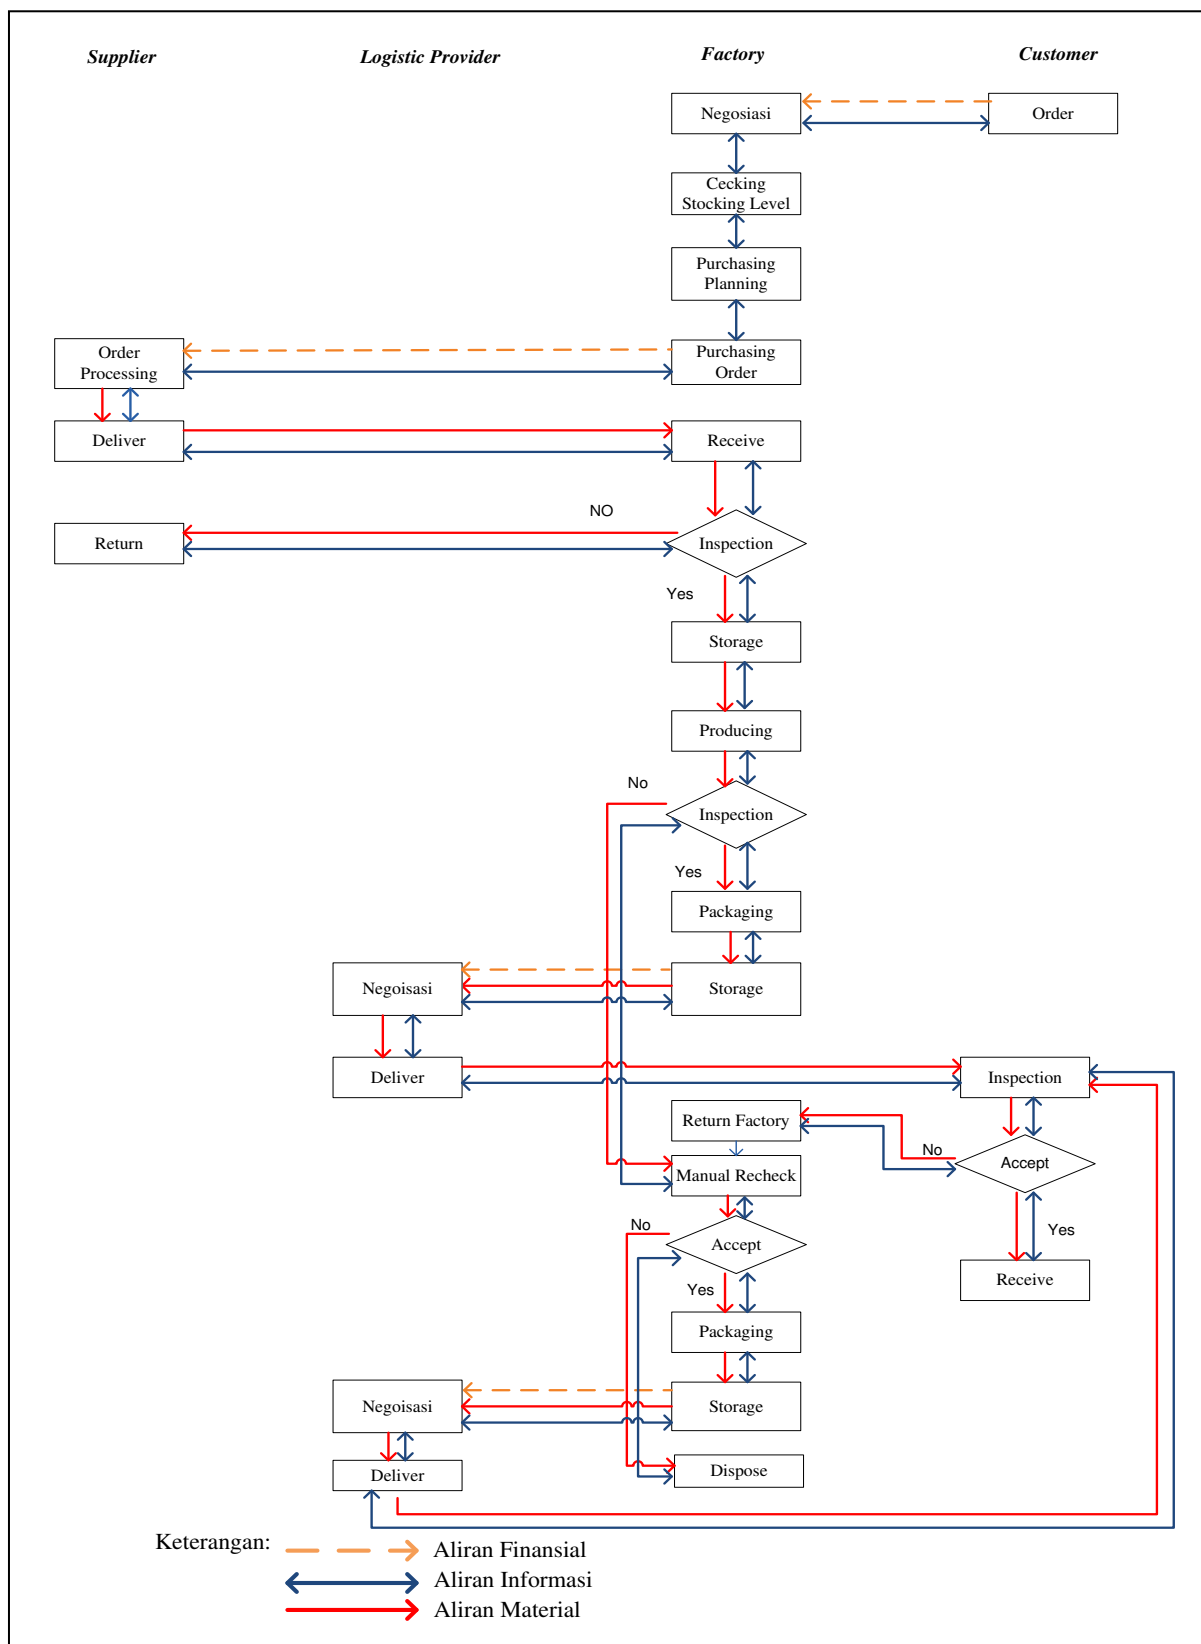 Supplier
Logistic Provider
Factory
Customer
Negosiasi
Order
Cecking
Stocking Level
Purchasing
Planning
Order
Processing
Purchasing
Order
Deliver
Receive
NO
Return
Inspection
Yes
Storage
Producing
No
Inspection
Yes
Packaging
Negoisasi
Storage
Deliver
Inspection
Return Factory
No
Manual Recheck
Accept
No
Yes
Accept
Receive
Yes
Packaging
Negoisasi
Storage
Deliver
Dispose
Keterangan:
Aliran Finansial
Aliran Informasi
Aliran Material